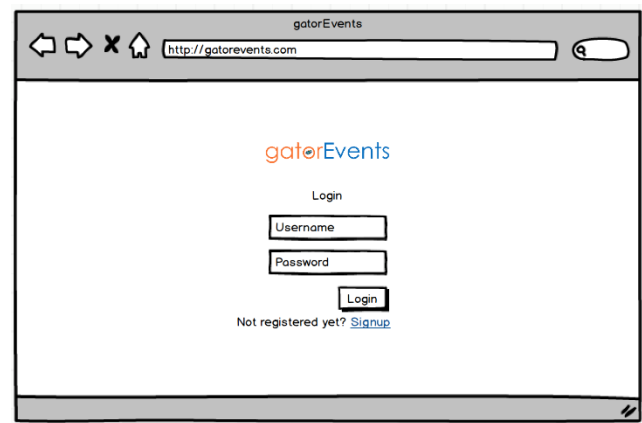 gatorEvents
http://gatorevents.com
gatorEvents
Login
Username
Password
Login
Not registered yet? Signup